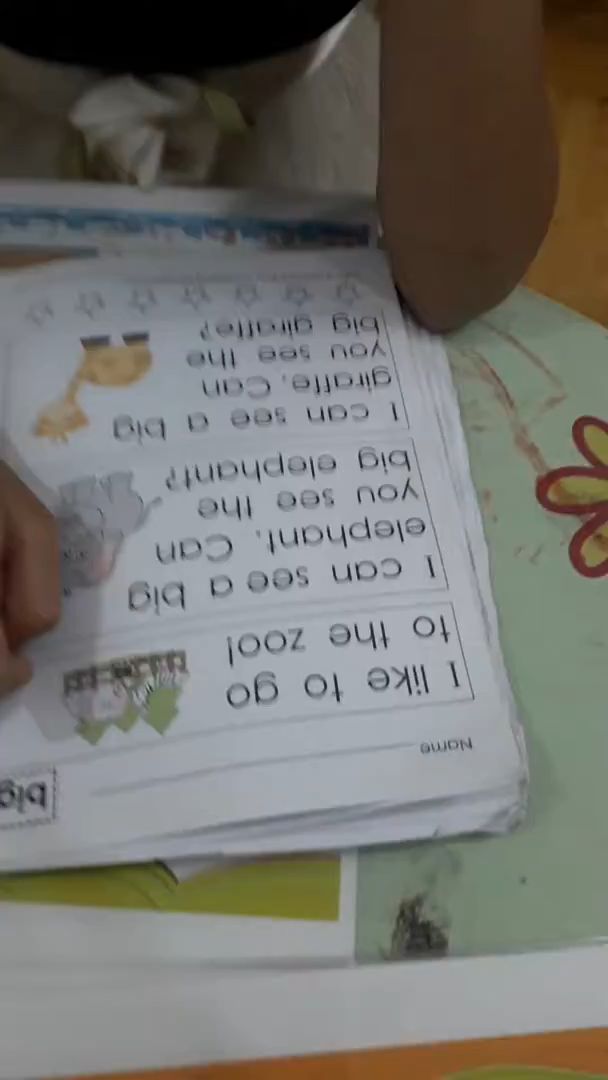 big
Name
I like to go
to the zoo!
I can see a big
elephant. Can
you see the
big elephant?
I can see a big
giraffe. Can
you see the
big giraffe?